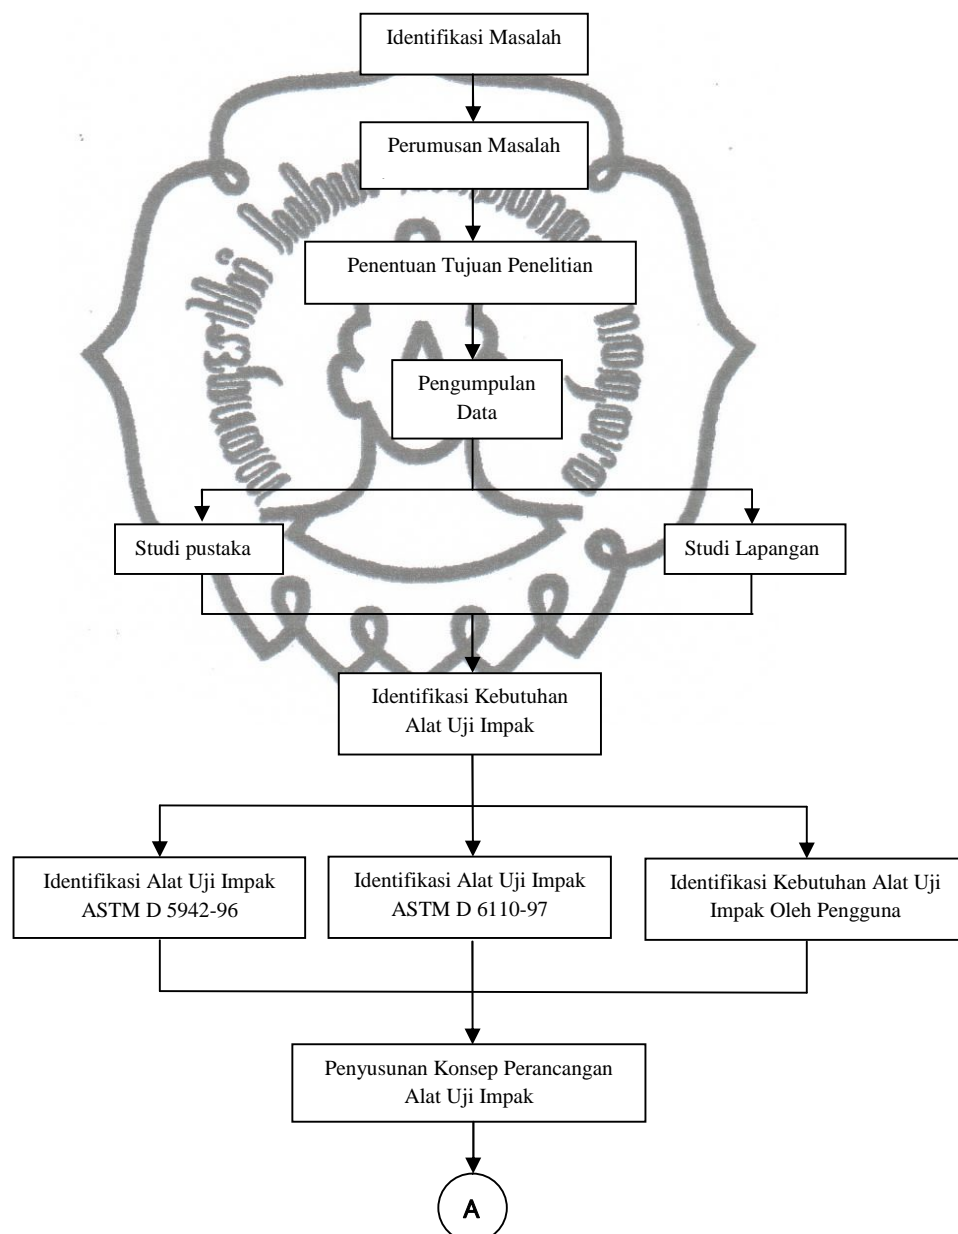 Identifikasi Masalah
Perumusan Masalah
Penentuan Tujuan Penelitian
Pengumpulan
Data
Studi pustaka
Studi Lapangan
Identifikasi Kebutuhan
Alat Uji Impak
Identifikasi Alat Uji Impak
ASTM D 5942-96
Identifikasi Alat Uji Impak
ASTM D 6110-97
Identifikasi Kebutuhan Alat Uji
Impak Oleh Pengguna
Penyusunan Konsep Perancangan
Alat Uji Impak
A